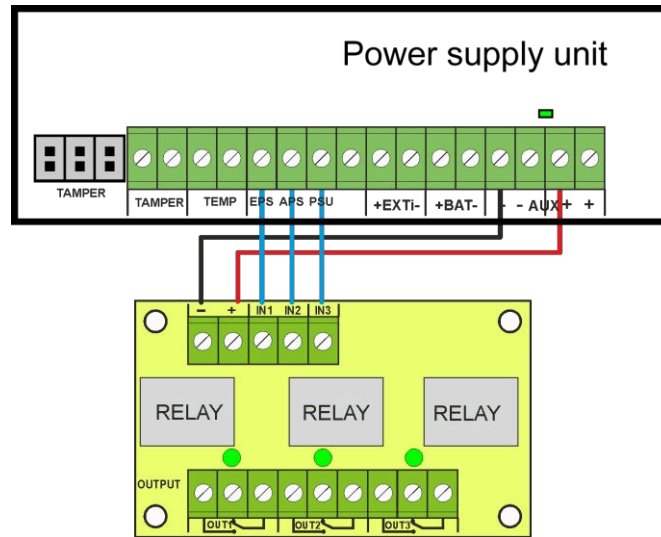 Power supply unit
TAMPER
TAMPER TEMP EPS APS PSU +EXTi- +BAT- - - AUX + +
- + IN1 IN2 IN3
RELAY RELAY RELAY
OUTPUT
OUT1 OUT2 OUT3